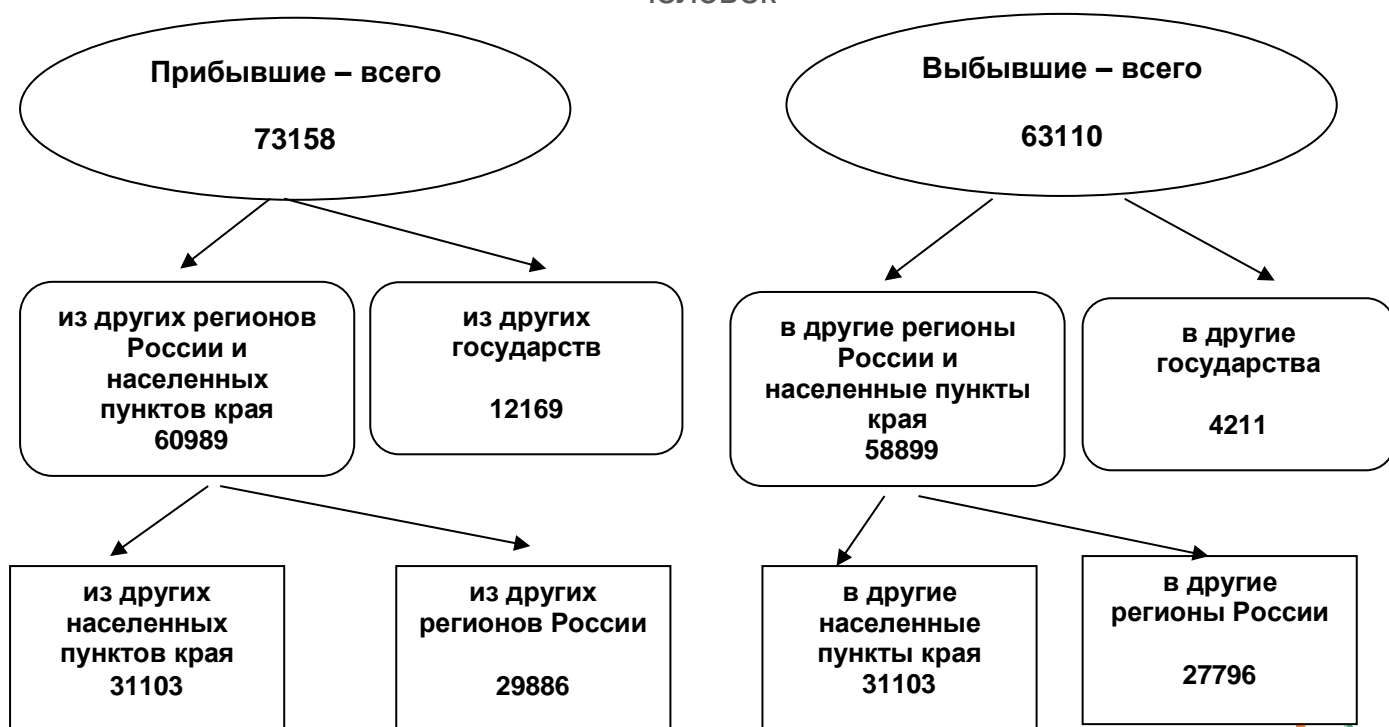 Прибывшие – всего
73158
из других регионов
России и
населенных
пунктов края
60989
из других
государств
12169
из других
населенных
пунктов края
31103
из других
регионов России
29886
Выбывшие – всего
63110
в другие регионы
России и
населенные пункты
края
58899
в другие
государства
4211
в другие
населенные
пункты края
31103
в другие
регионы России
27796